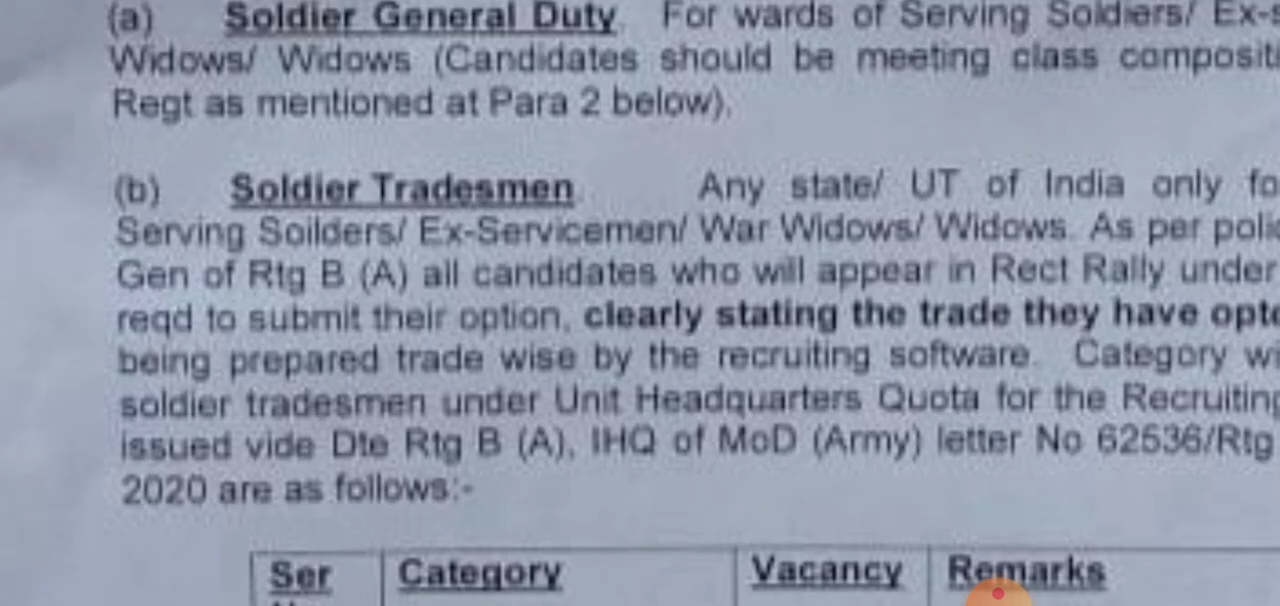 (a) Soldier General Duty. For wards of Serving Soldiers/ Ex-s
Widows/ Widows (Candidates should be meeting class compositi
Regt as mentioned at Para 2 below).
(b) Soldier Tradesmen. Any state/ UT of India only fo
Serving Soilders/ Ex-Servicemen/ War Widows/ Widows. As per polic
Gen of Rtg B (A) all candidates who will appear in Rect Rally under
reqd to submit their option, clearly stating the trade they have opte
being prepared trade wise by the recruiting software. Category wi
soldier tradesmen under Unit Headquarters Quota for the Recruiting
issued vide Dte Rtg B (A), IHQ of MoD (Army) letter No 62536/Rtg
2020 are as follows:-
Ser Category Vacancy Remarks